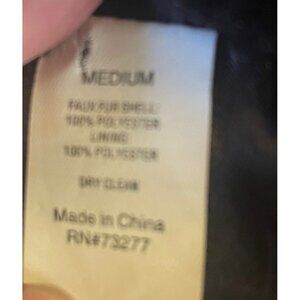 MEDIUM
FAUX FUR SHELL:
100% POLYESTER
LINING
100% POLYESTER
DRY CLEAN
Made in China
RN#73277